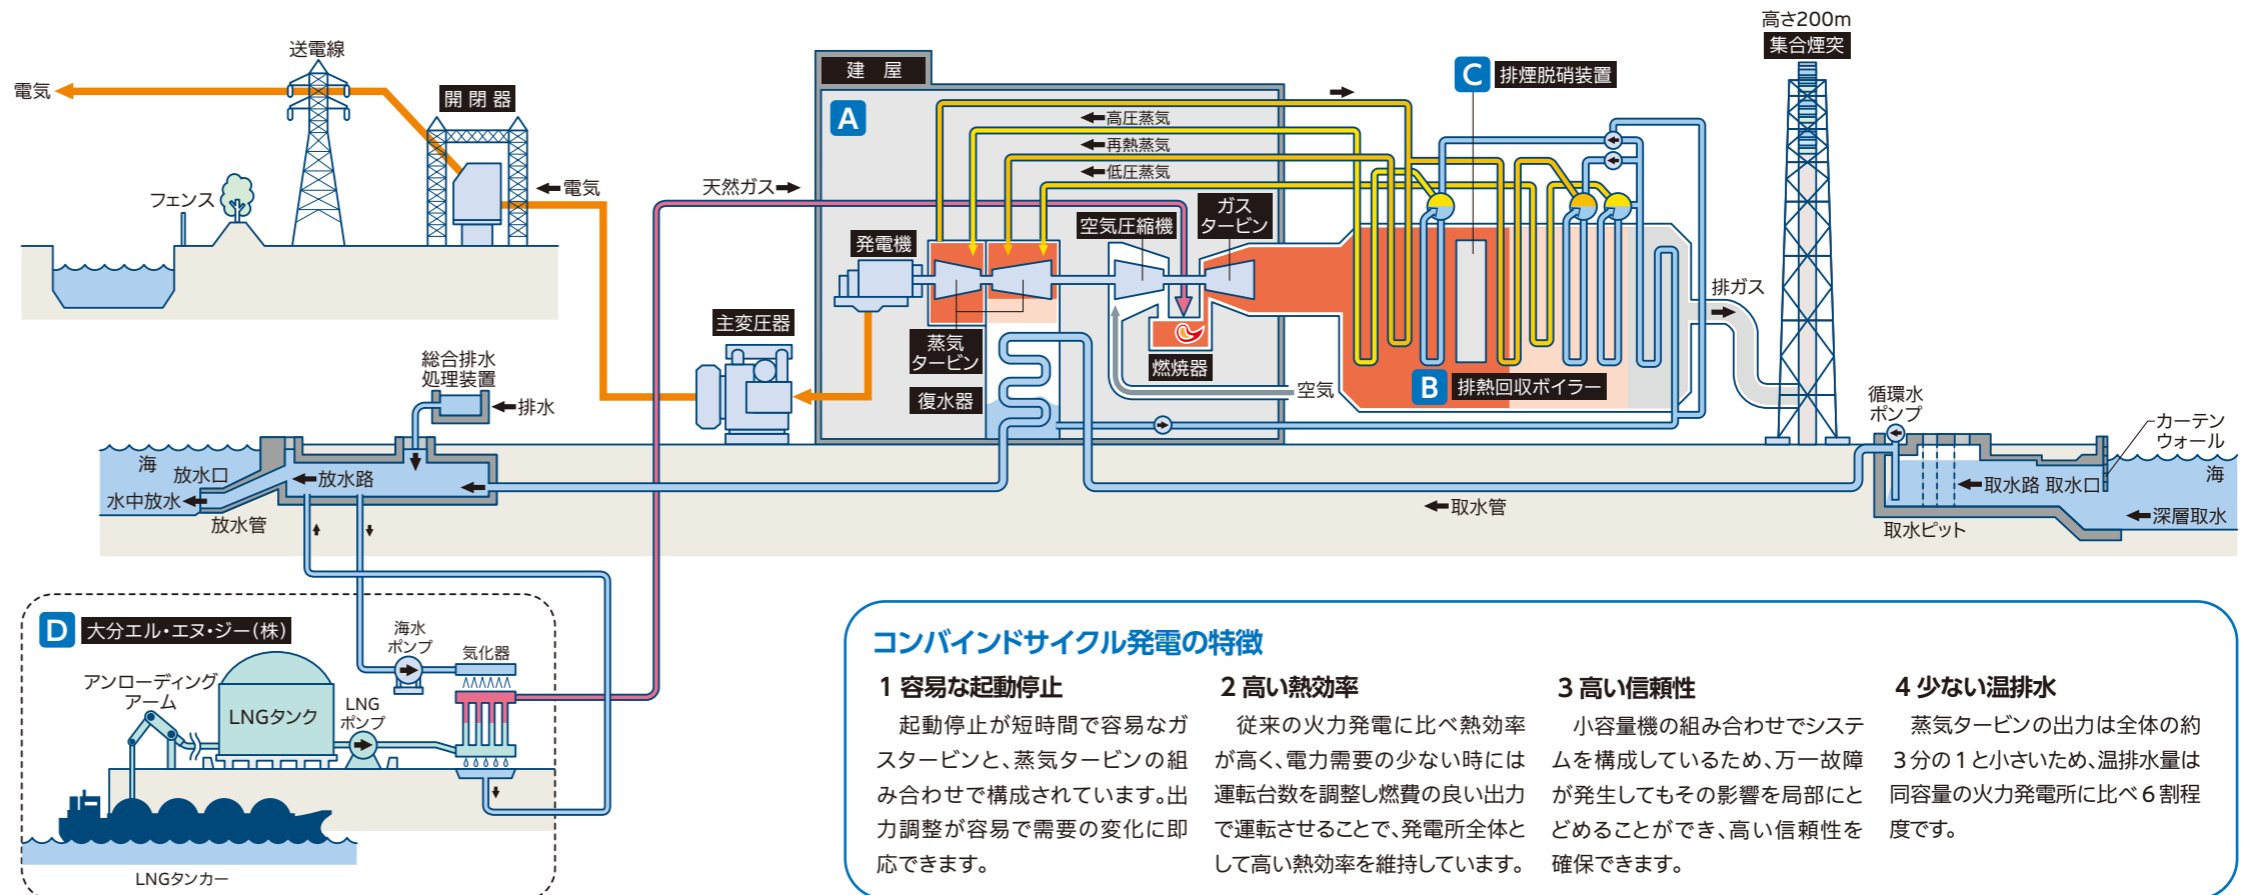 高さ200m
集合煙突
送電線
電気
開閉器
建 屋
A
C 排煙脱硝装置
高圧蒸気
再熱蒸気
低圧蒸気
フェンス
電気
天然ガス
発電機
空気圧縮機
ガス
タービン
主変圧器
蒸気
タービン
燃焼器
復水器
空気
B 排熱回収ボイラー
排ガス
総合排水
処理装置
排水
循環水
ポンプ
カーテン
ウォール
海
放水口
水中放水
放水路
放水管
取水管
取水路 取水口
海
深層取水
取水ピット
D 大分エル・エヌ・ジー(株)
海水
ポンプ
気化器
アンローディング
アーム
LNGタンク
LNG
ポンプ
LNGタンカー
コンバインドサイクル発電の特徴
1 容易な起動停止
起動停止が短時間で容易なガ
スタービンと、蒸気タービンの組
み合わせで構成されています。出
力調整が容易で需要の変化に即
応できます。
2 高い熱効率
従来の火力発電に比べ熱効率
が高く、電力需要の少ない時には
運転台数を調整し燃費の良い出力
で運転させることで、発電所全体と
して高い熱効率を維持しています。
3 高い信頼性
小容量機の組み合わせでシステ
ムを構成しているため、万一故障
が発生してもその影響を局部にと
どめることができ、高い信頼性を
確保できます。
4 少ない温排水
蒸気タービンの出力は全体の約
3分の1と小さいため、温排水量は
同容量の火力発電所に比べ6割程
度です。